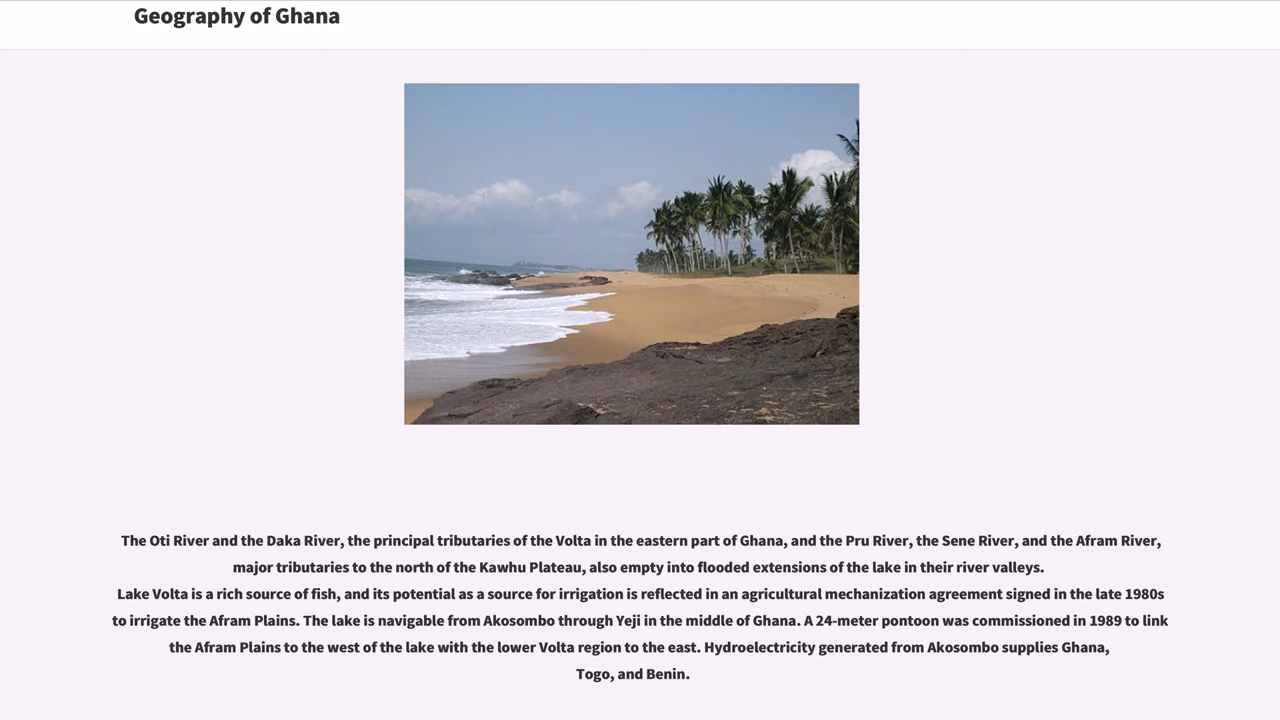 Geography of Ghana
The Oti River and the Daka River, the principal tributaries of the Volta in the eastern part of Ghana, and the Pru River, the Sene River, and the Afram River,
major tributaries to the north of the Kawhu Plateau, also empty into flooded extensions of the lake in their river valleys.
Lake Volta is a rich source of fish, and its potential as a source for irrigation is reflected in an agricultural mechanization agreement signed in the late 1980s
to irrigate the Afram Plains. The lake is navigable from Akosombo through Yeji in the middle of Ghana. A 24-meter pontoon was commissioned in 1989 to link
the Afram Plains to the west of the lake with the lower Volta region to the east. Hydroelectricity generated from Akosombo supplies Ghana,
Togo, and Benin.